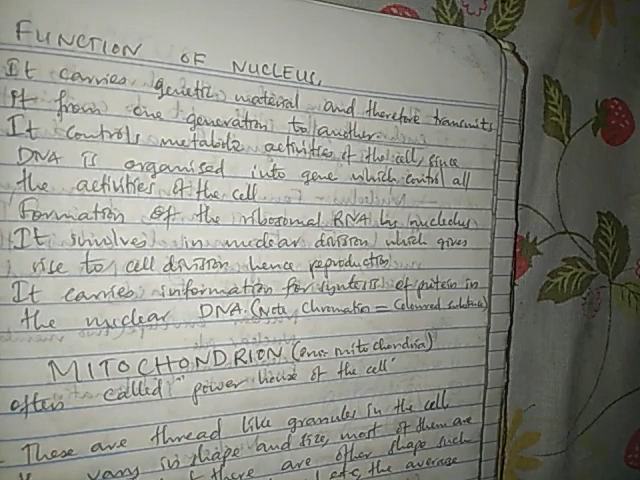 FUNCTION OF NUCLEUS
It carries genetic material and therefore transmits
it from one generation to another
It controls metabolic activities of the cell, since
DNA is organised into gene which control all
the activities of the cell
Formation of the ribosomal RNA by nucleolus
It involves in nuclear division which gives
rise to cell division hence reproduction
It carries information for syntesis of protein in
the nuclear DNA. (Note Chromatin = Coloured substance)
MITOCHONDRION. mitochondria)
often called "power house of the cell"
These are thread like granules in the cell
vary in shape and size, most of them are
there are other shape such
etc, the average